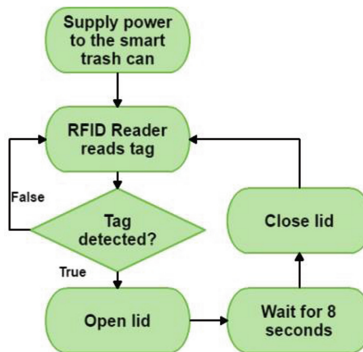 Supply power
to the smart
trash can
RFID Reader
reads tag
False
Tag
detected?
True
Open lid
Wait for 8
seconds
Close lid